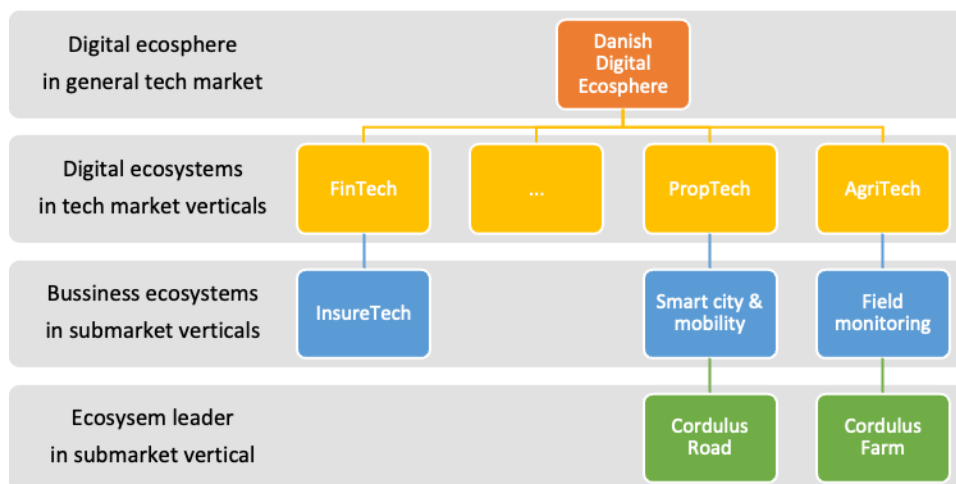 Digital ecosphere
in general tech market
Danish
Digital
Ecosphere
Digital ecosystems
in tech market verticals
FinTech
...
PropTech
AgriTech
Bussiness ecosystems
in submarket verticals
InsureTech
Smart city &
mobility
Field
monitoring
Ecosysem leader
in submarket vertical
Cordulus
Road
Cordulus
Farm